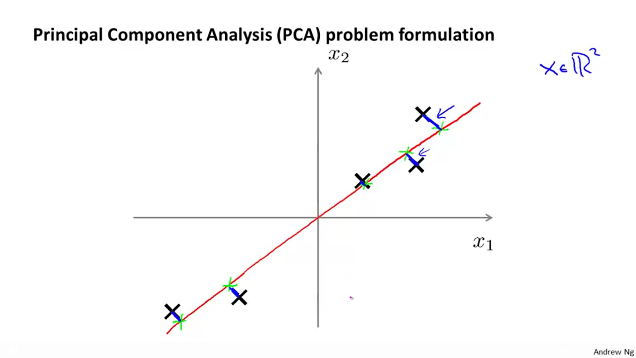 Principal Component Analysis (PCA) problem formulation
x₂
x ∈ ℝ²
x₁
Andrew Ng